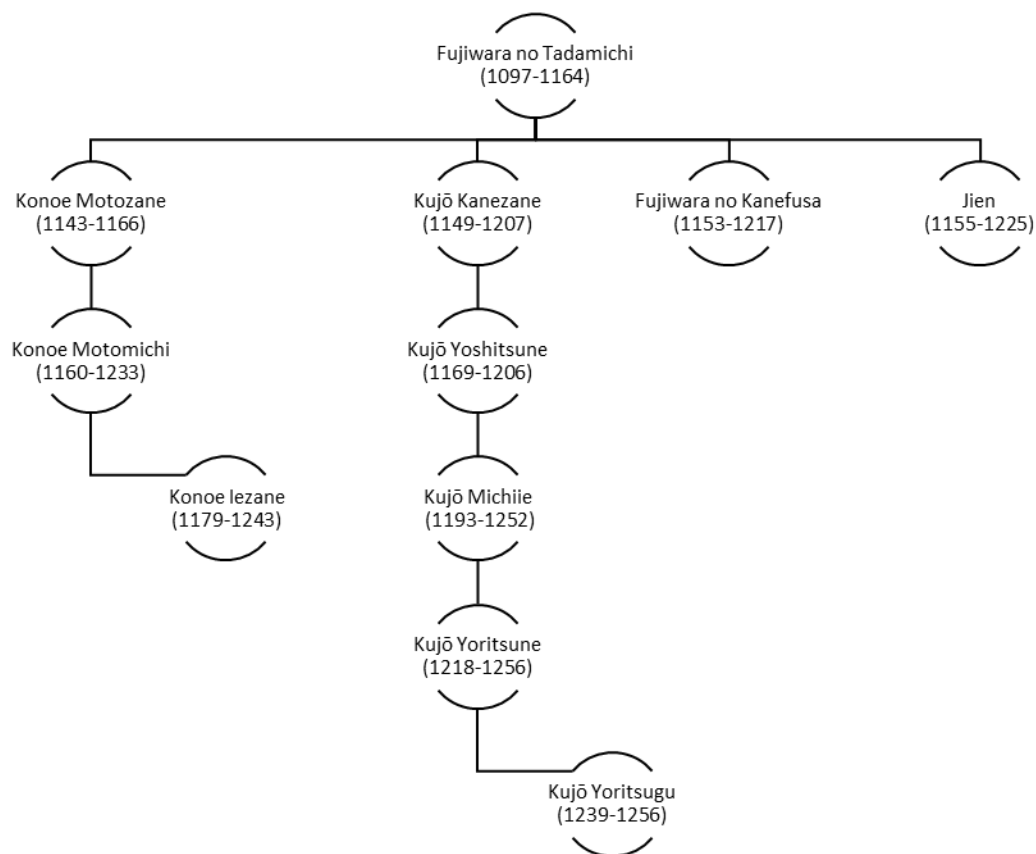 Fujiwara no Tadamichi
(1097-1164)
Konoe Motozane
(1143-1166)
Kujō Kanezane
(1149-1207)
Fujiwara no Kanefusa
(1153-1217)
Jien
(1155-1225)
Konoe Motomichi
(1160-1233)
Kujō Yoshitsune
(1169-1206)
Konoe Iezane
(1179-1243)
Kujō Michiie
(1193-1252)
Kujō Yoritsune
(1218-1256)
Kujō Yoritsugu
(1239-1256)